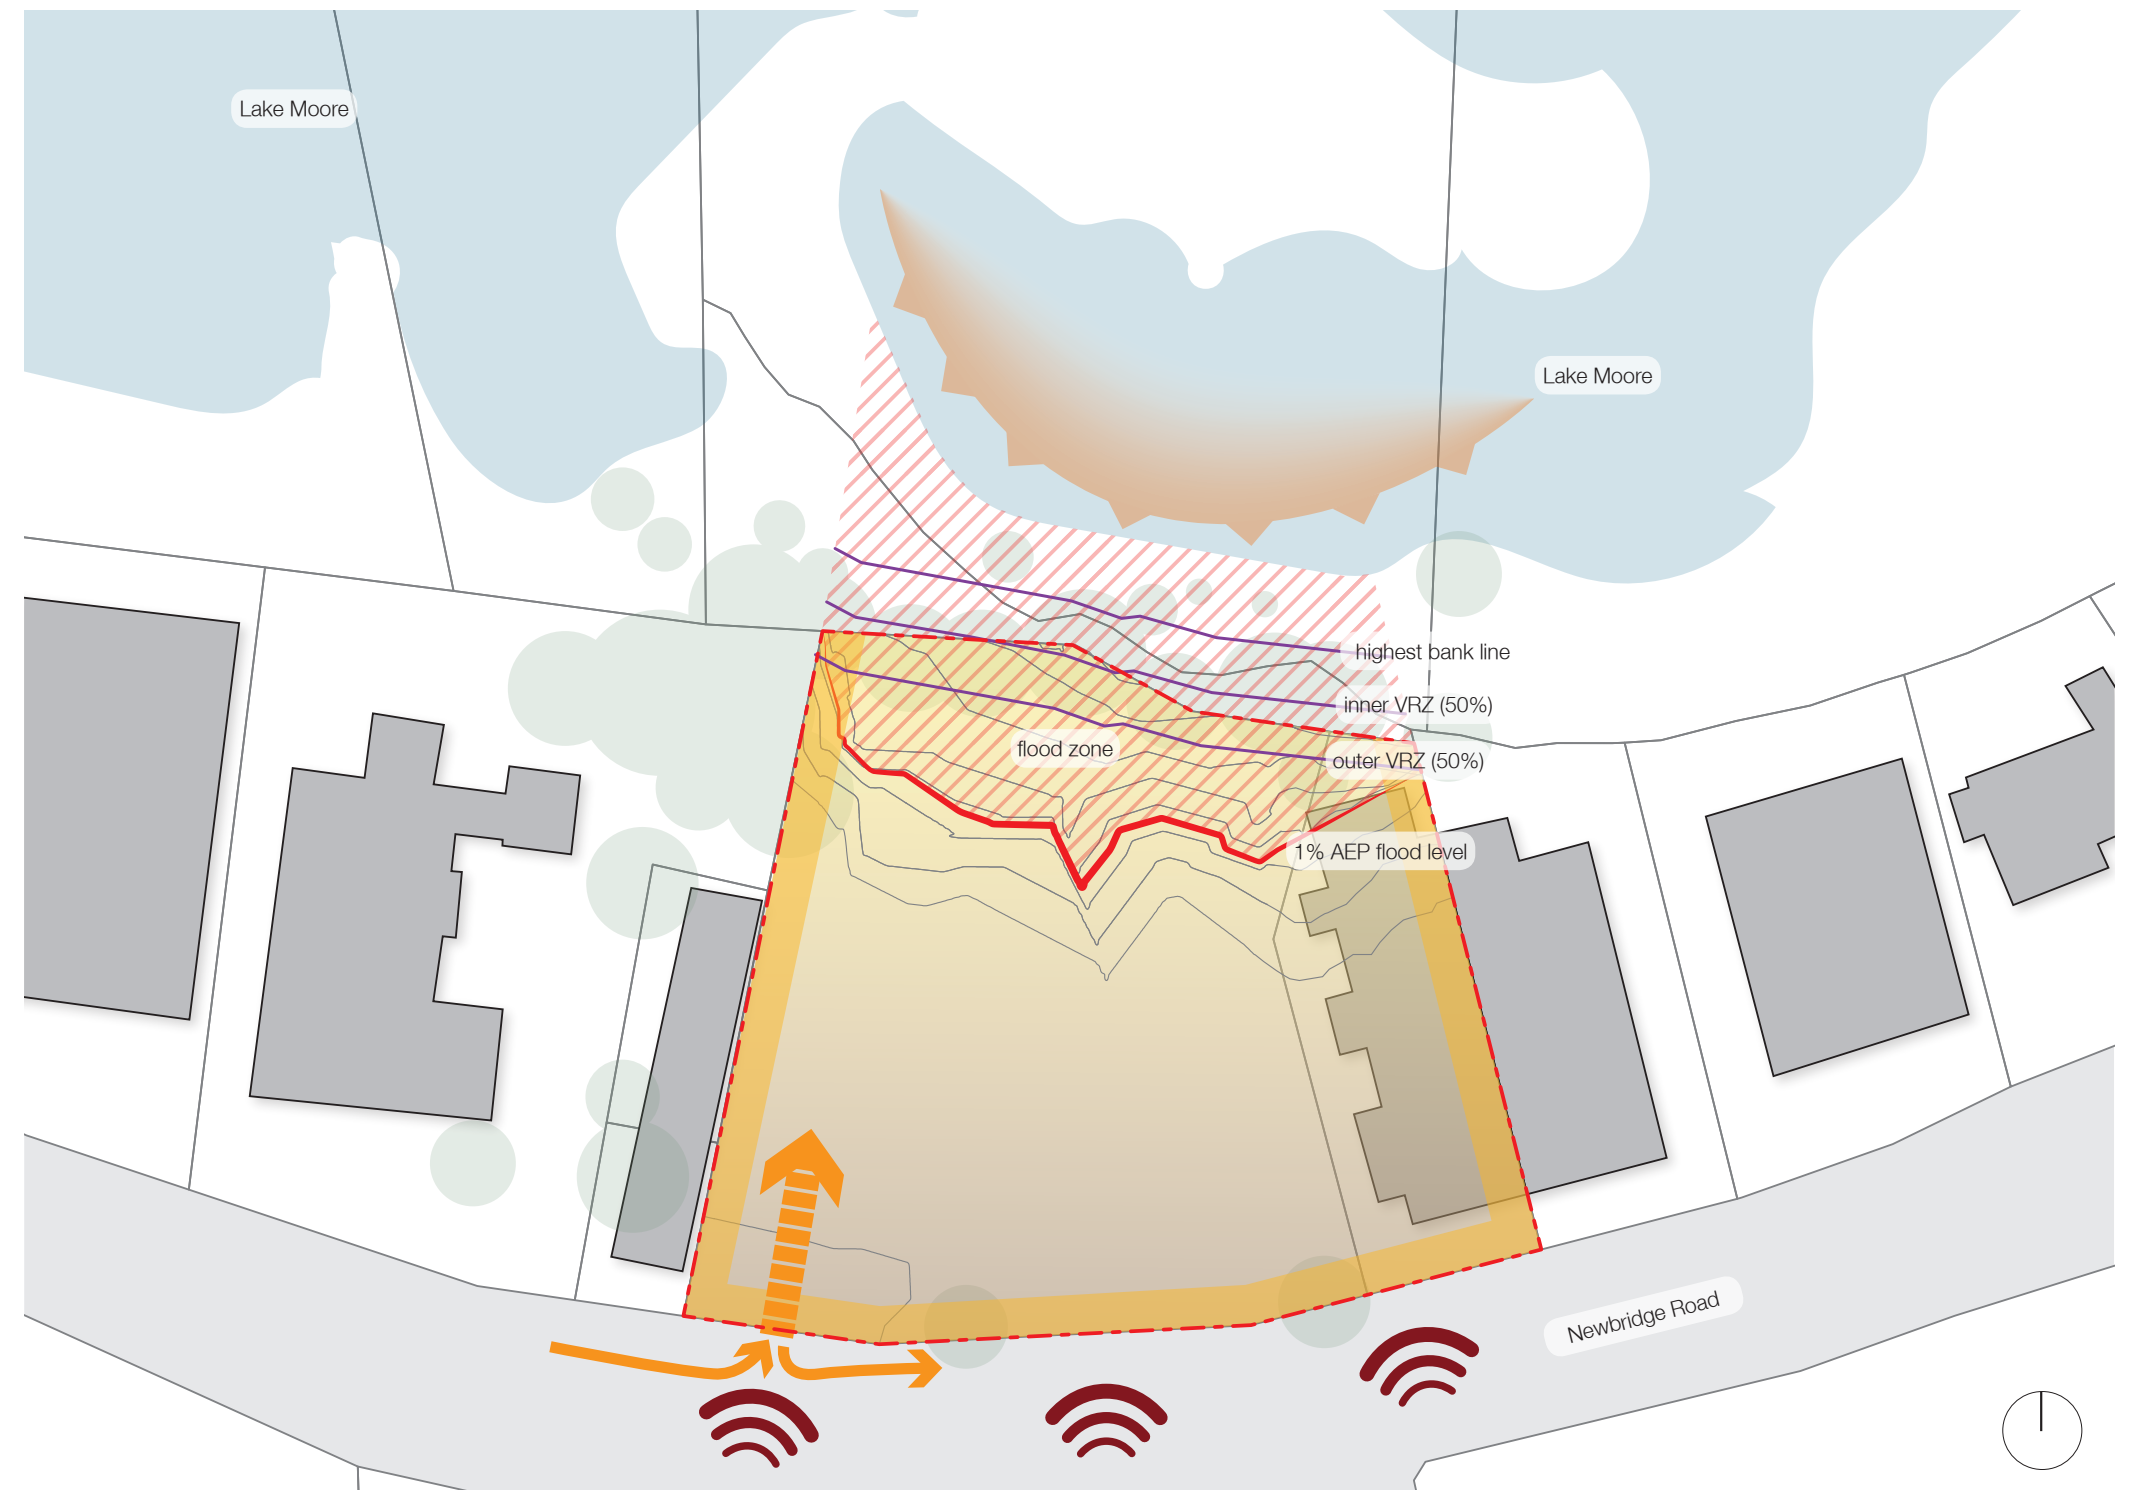 Lake Moore
Lake Moore
highest bank line
inner VRZ (50%)
flood zone
outer VRZ (50%)
1% AEP flood level
Newbridge Road